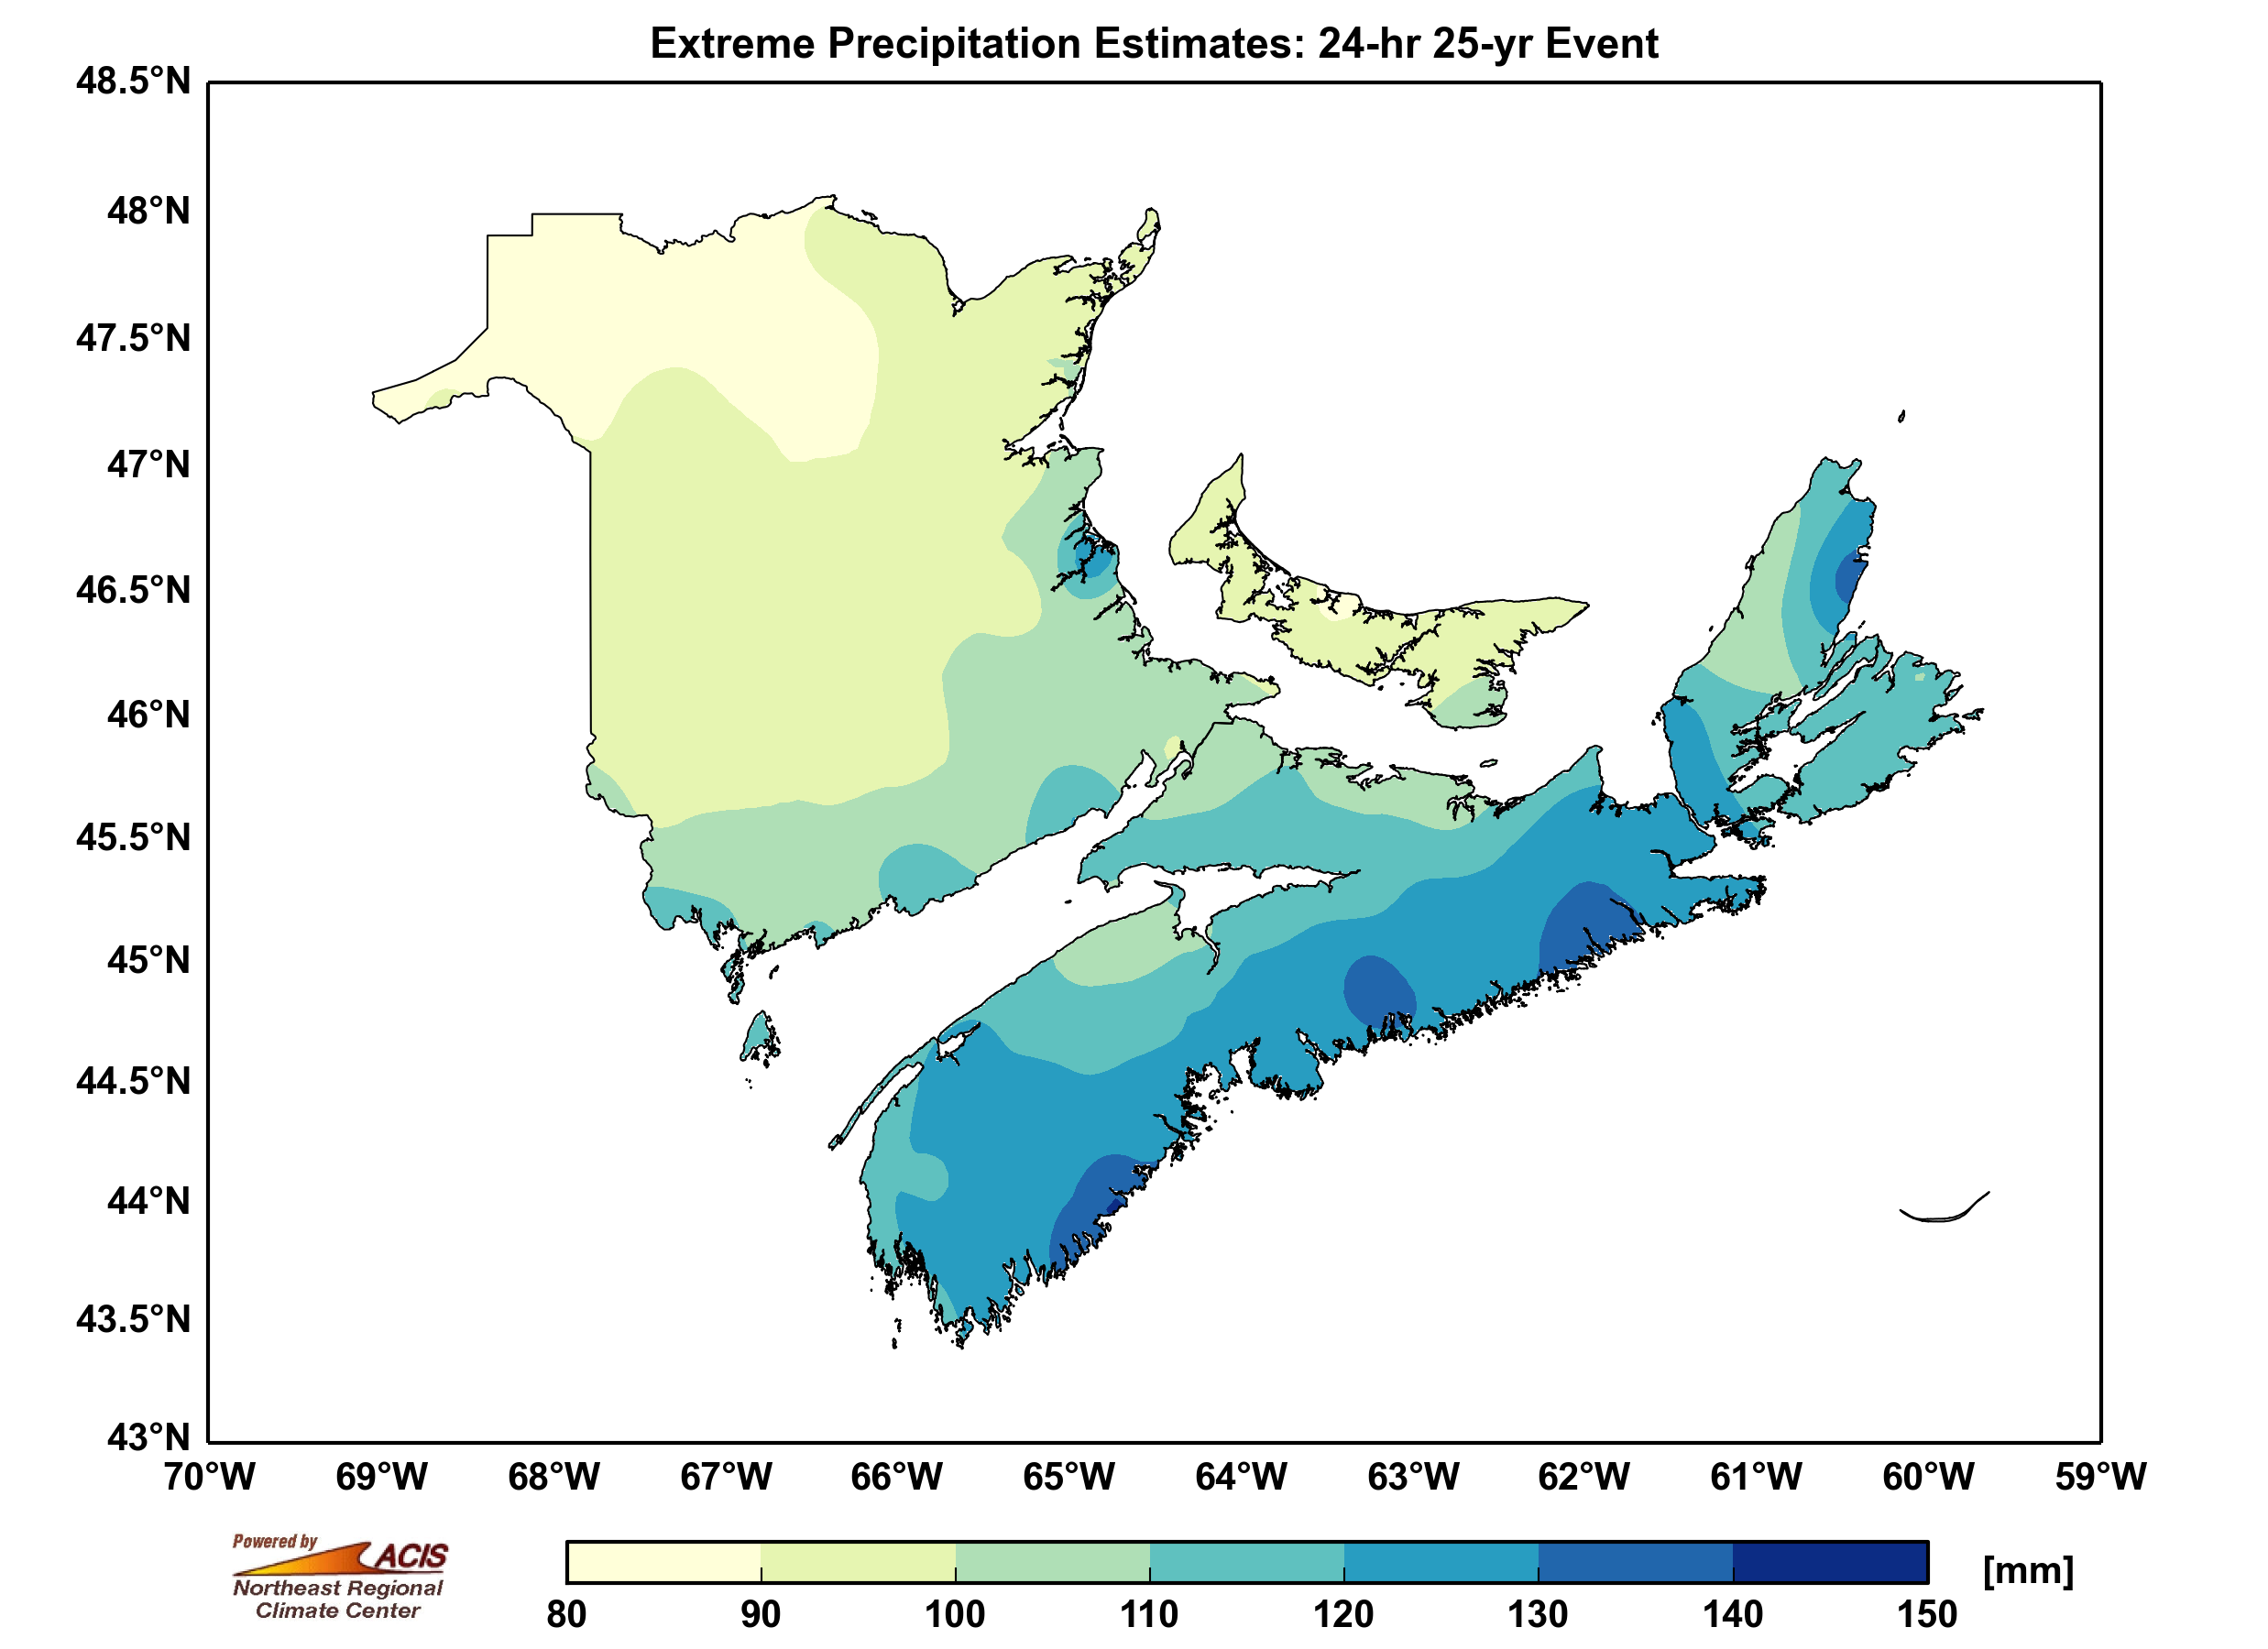 Extreme Precipitation Estimates: 24-hr 25-yr Event
48.5°N
48°N
47.5°N
47°N
46.5°N
46°N
45.5°N
45°N
44.5°N
44°N
43.5°N
43°N
70°W 69°W 68°W 67°W 66°W 65°W 64°W 63°W 62°W 61°W 60°W 59°W
Powered by
ACIS
Northeast Regional
Climate Center
[mm]
80 90 100 110 120 130 140 150